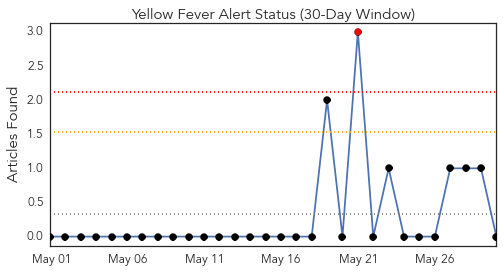 Yellow Fever Alert Status (30-Day Window)
Articles Found
3.0
2.5
2.0
1.5
1.0
0.5
0.0
May 01
May 06
May 11
May 16
May 21
May 26